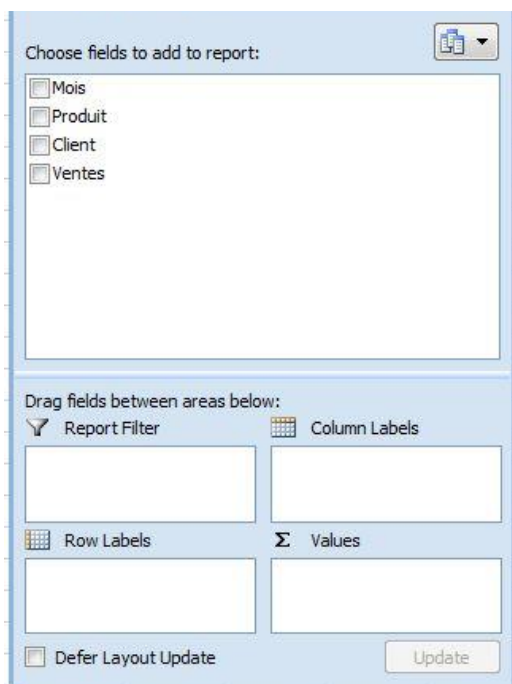 Choose fields to add to report:
Mois
Produit
Client
Ventes
Drag fields between areas below:
Report Filter
Column Labels
Row Labels
Σ Values
Defer Layout Update
Update